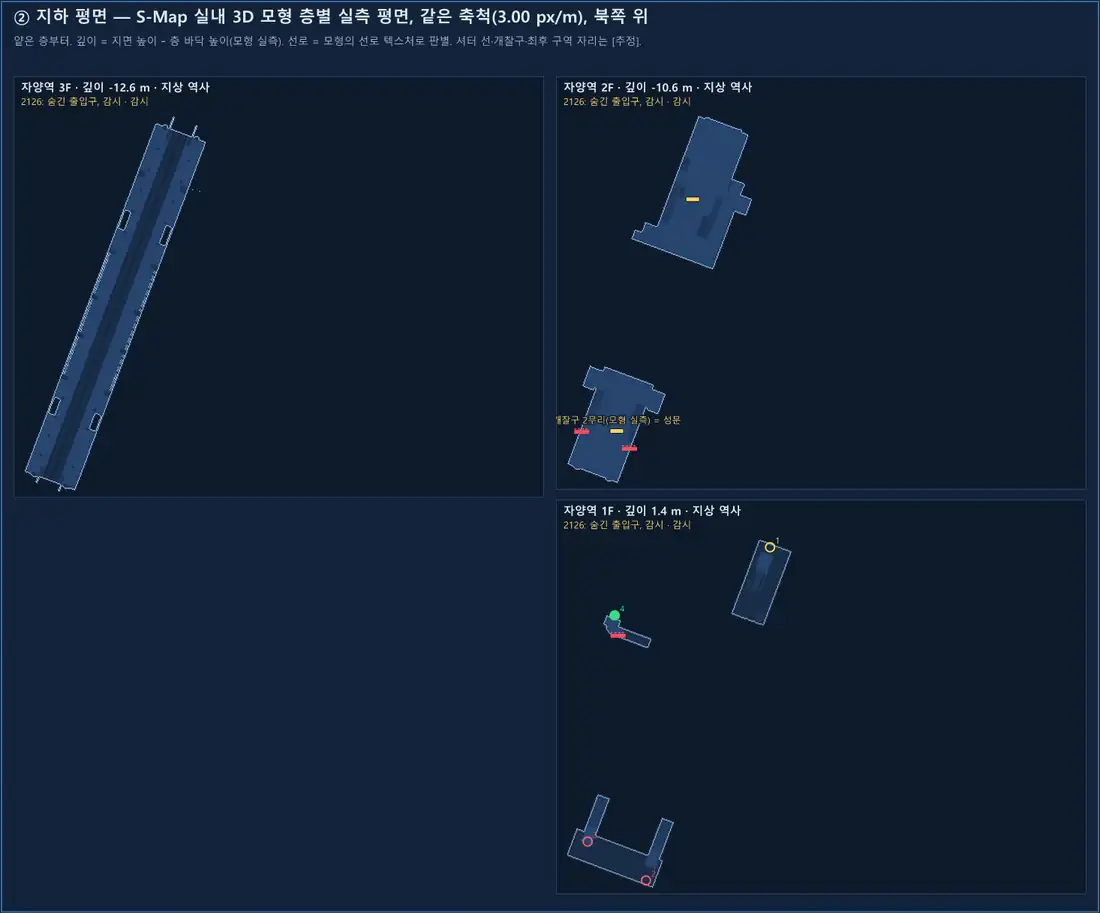 ② 지하 평면 — S-Map 실내 3D 모형 층별 실측 평면, 같은 축척(3.00 px/m), 북쪽 위
얕은 층부터. 깊이 = 지면 높이 − 층 바닥 높이(모형 실측). 선로 = 모형의 선로 텍스처로 판별. 셔터 선·개찰구·최후 구역 자리는 [추정].
자양역 3F · 깊이 -12.6 m · 지상 역사
2126: 숨긴 출입구, 감시 · 감시
자양역 2F · 깊이 -10.6 m · 지상 역사
2126: 숨긴 출입구, 감시 · 감시
개찰구 2무리(모형 실측) = 성문
자양역 1F · 깊이 1.4 m · 지상 역사
2126: 숨긴 출입구, 감시 · 감시
1
4